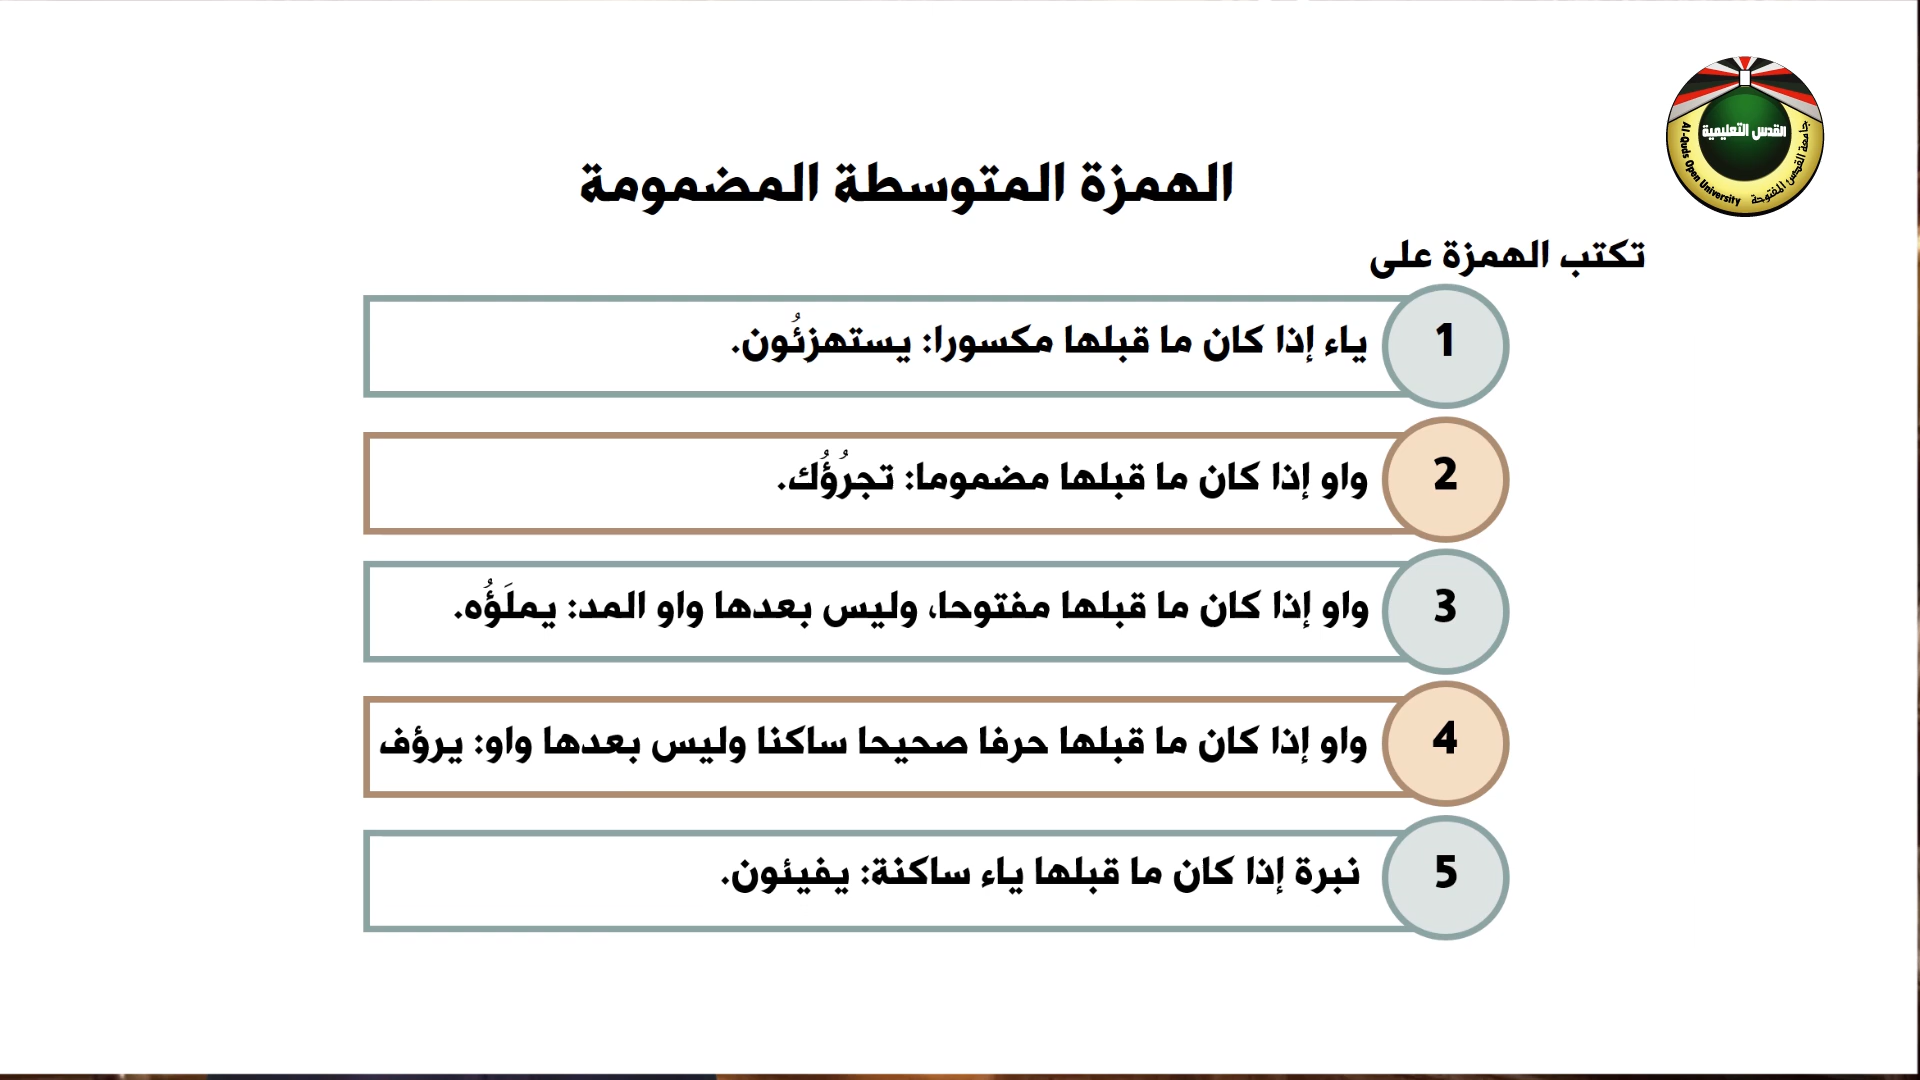 القدس التعليمية
جامعة القدس المفتوحة
Al-Quds Open University
الهمزة المتوسطة المضمومة
تكتب الهمزة على
1 ياء إذا كان ما قبلها مكسورا: يستهزئُون.
2 واو إذا كان ما قبلها مضموما: تجرُؤُك.
3 واو إذا كان ما قبلها مفتوحا، وليس بعدها واو المد: يملَؤُه.
4 واو إذا كان ما قبلها حرفا صحيحا ساكنا وليس بعدها واو: يرؤف
5 نبرة إذا كان ما قبلها ياء ساكنة: يفيئون.